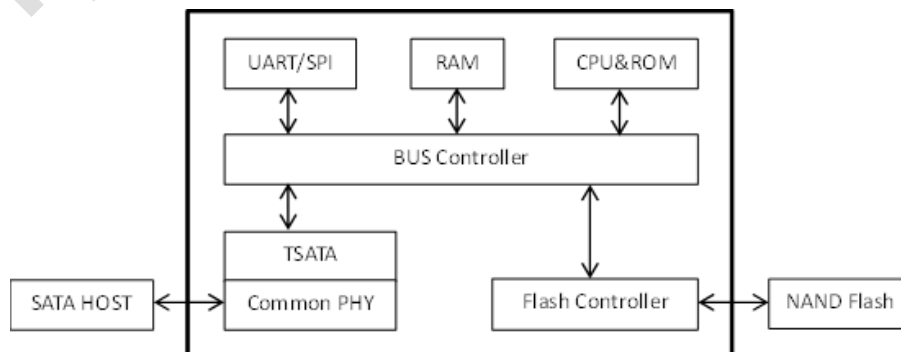 UART/SPI
RAM
CPU&ROM
BUS Controller
TSATA
SATA HOST
Common PHY
Flash Controller
NAND Flash